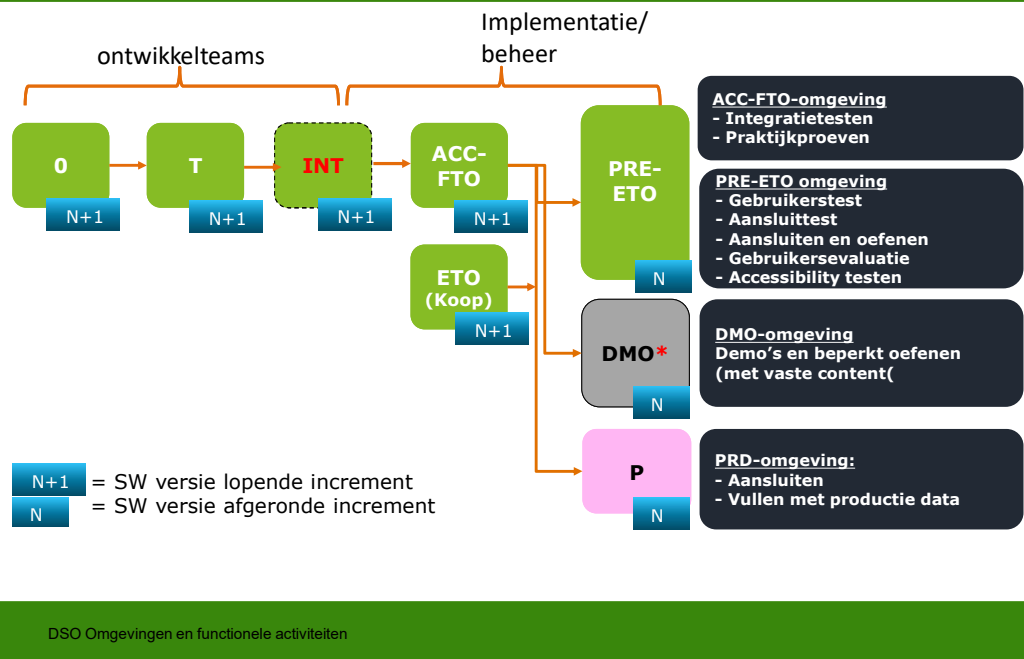 ontwikkelteams
Implementatie/
beheer
0
N+1
T
N+1
INT
N+1
ACC-
FTO
N+1
ETO
(Koop)
N+1
PRE-
ETO
N
DMO*
N
P
N
ACC-FTO-omgeving
- Integratietesten
- Praktijkproeven
PRE-ETO omgeving
- Gebruikerstest
- Aansluittest
- Aansluiten en oefenen
- Gebruikersevaluatie
- Accessibility testen
DMO-omgeving
Demo’s en beperkt oefenen
(met vaste content(
PRD-omgeving:
- Aansluiten
- Vullen met productie data
N+1 = SW versie lopende increment
N = SW versie afgeronde increment
DSO Omgevingen en functionele activiteiten